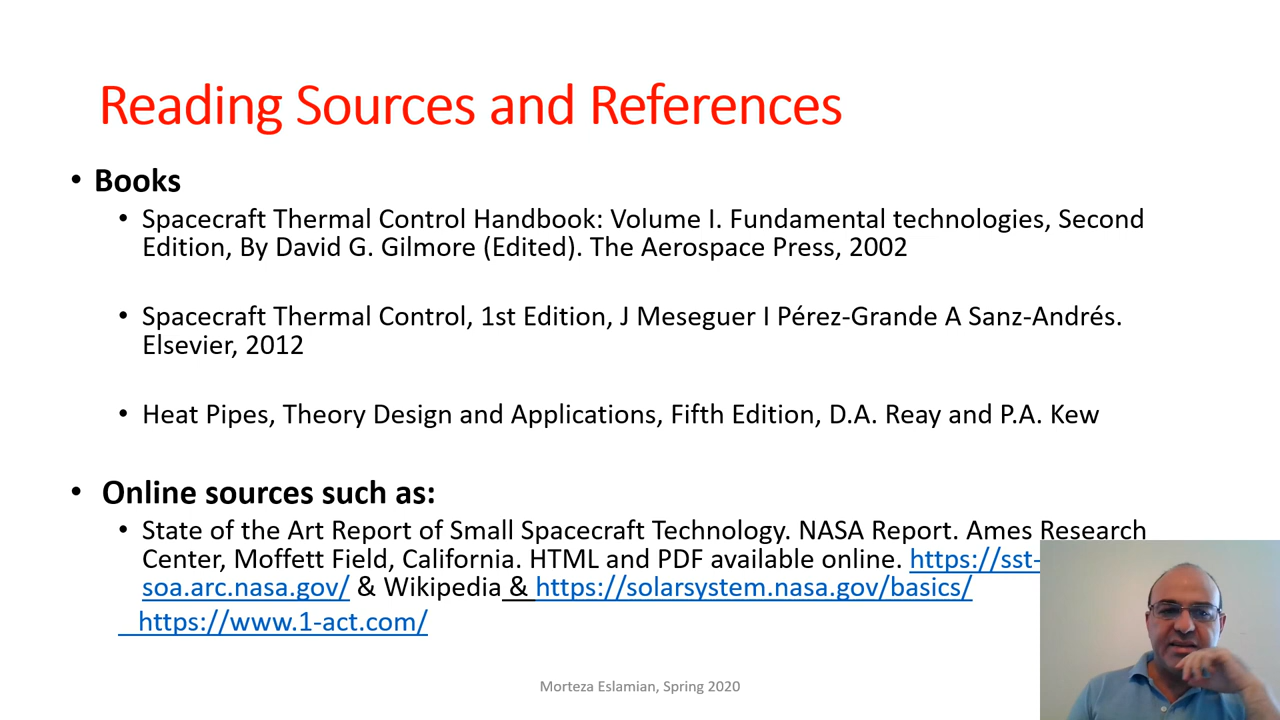 Reading Sources and References
• Books
• Spacecraft Thermal Control Handbook: Volume I. Fundamental technologies, Second
Edition, By David G. Gilmore (Edited). The Aerospace Press, 2002
• Spacecraft Thermal Control, 1st Edition, J Meseguer I Pérez-Grande A Sanz-Andrés.
Elsevier, 2012
• Heat Pipes, Theory Design and Applications, Fifth Edition, D.A. Reay and P.A. Kew
• Online sources such as:
• State of the Art Report of Small Spacecraft Technology. NASA Report. Ames Research
Center, Moffett Field, California. HTML and PDF available online. https://sst-
soa.arc.nasa.gov/ & Wikipedia & https://solarsystem.nasa.gov/basics/
https://www.1-act.com/
Morteza Eslamian, Spring 2020